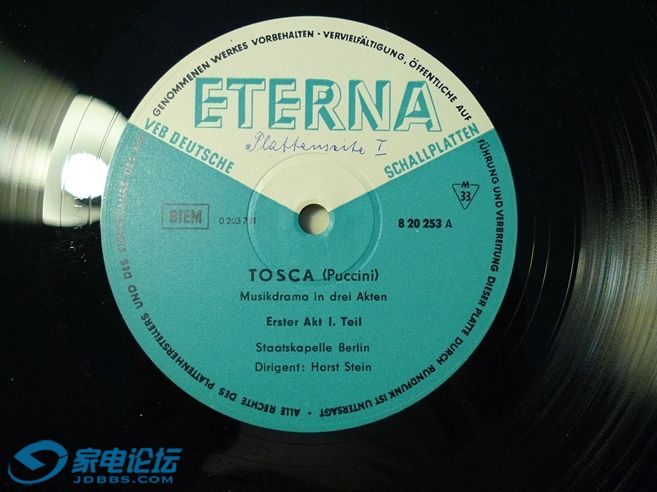 GENOMMENEN WERKES VORBEHALTEN · VERVIELFÄLTIGUNG, ÖFFENTLICHE AUF
FÜHRUNG UND VERBREITUNG DIESER PLATTE DURCH RUNDFUNK IST UNTERSAGT · ALLE RECHTE DES PLATTENHERSTELLERS UND DES
ETERNA
Plattenseite I
VEB DEUTSCHE
SCHALLPLATTEN
BIEM
M
33
8 20 253 A
TOSCA (Puccini)
Musikdrama in drei Akten
Erster Akt I. Teil
Staatskapelle Berlin
Dirigent: Horst Stein
家电论坛
JDBBS.COM